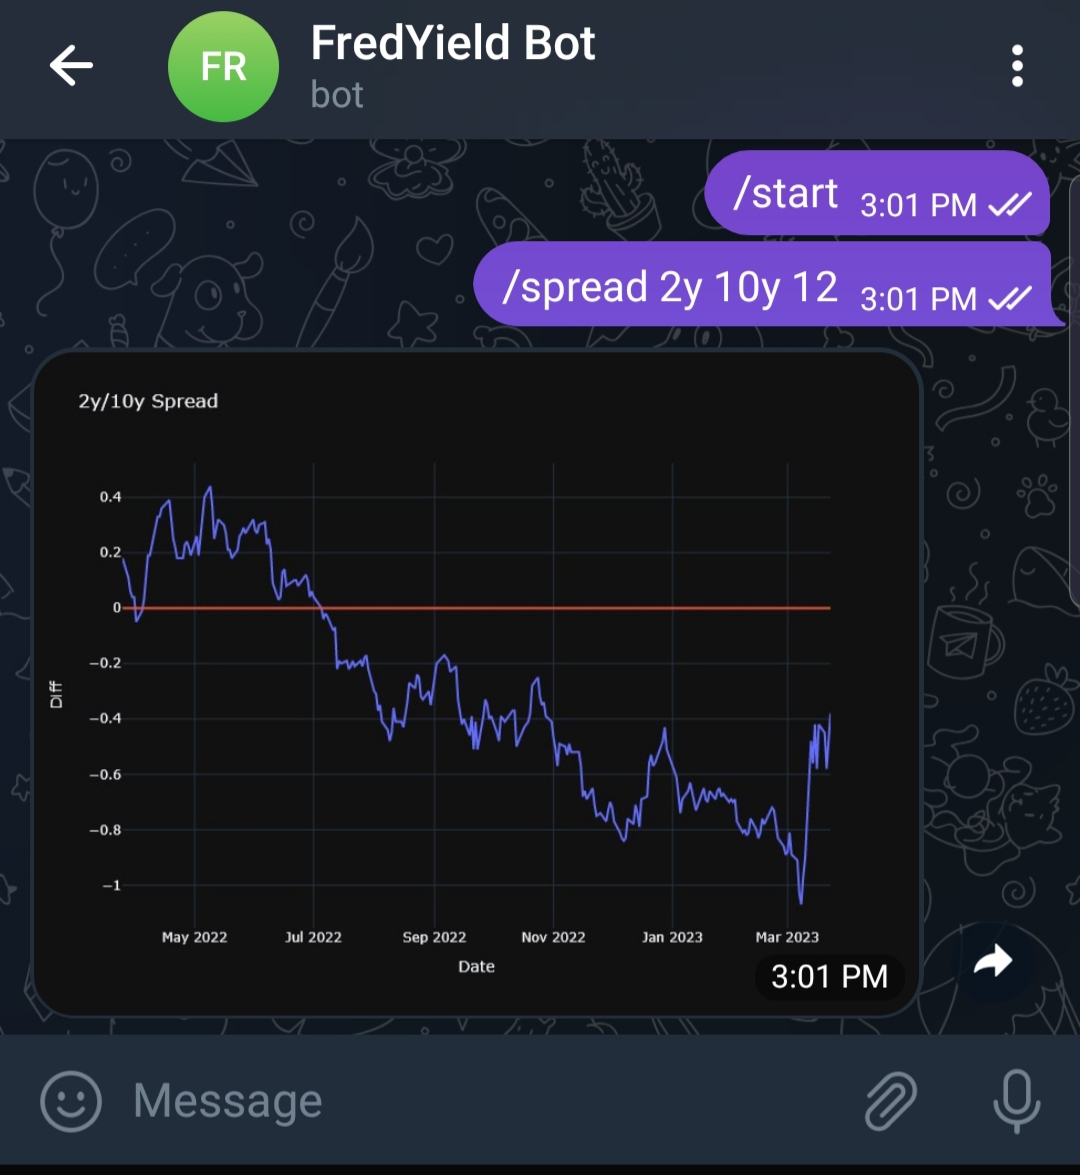 FR
FredYield Bot
bot
/start 3:01 PM
/spread 2y 10y 12 3:01 PM
2y/10y Spread
0.4
0.2
0
−0.2
−0.4
−0.6
−0.8
−1
Diff
May 2022 Jul 2022 Sep 2022 Nov 2022 Jan 2023 Mar 2023
Date
3:01 PM
Message